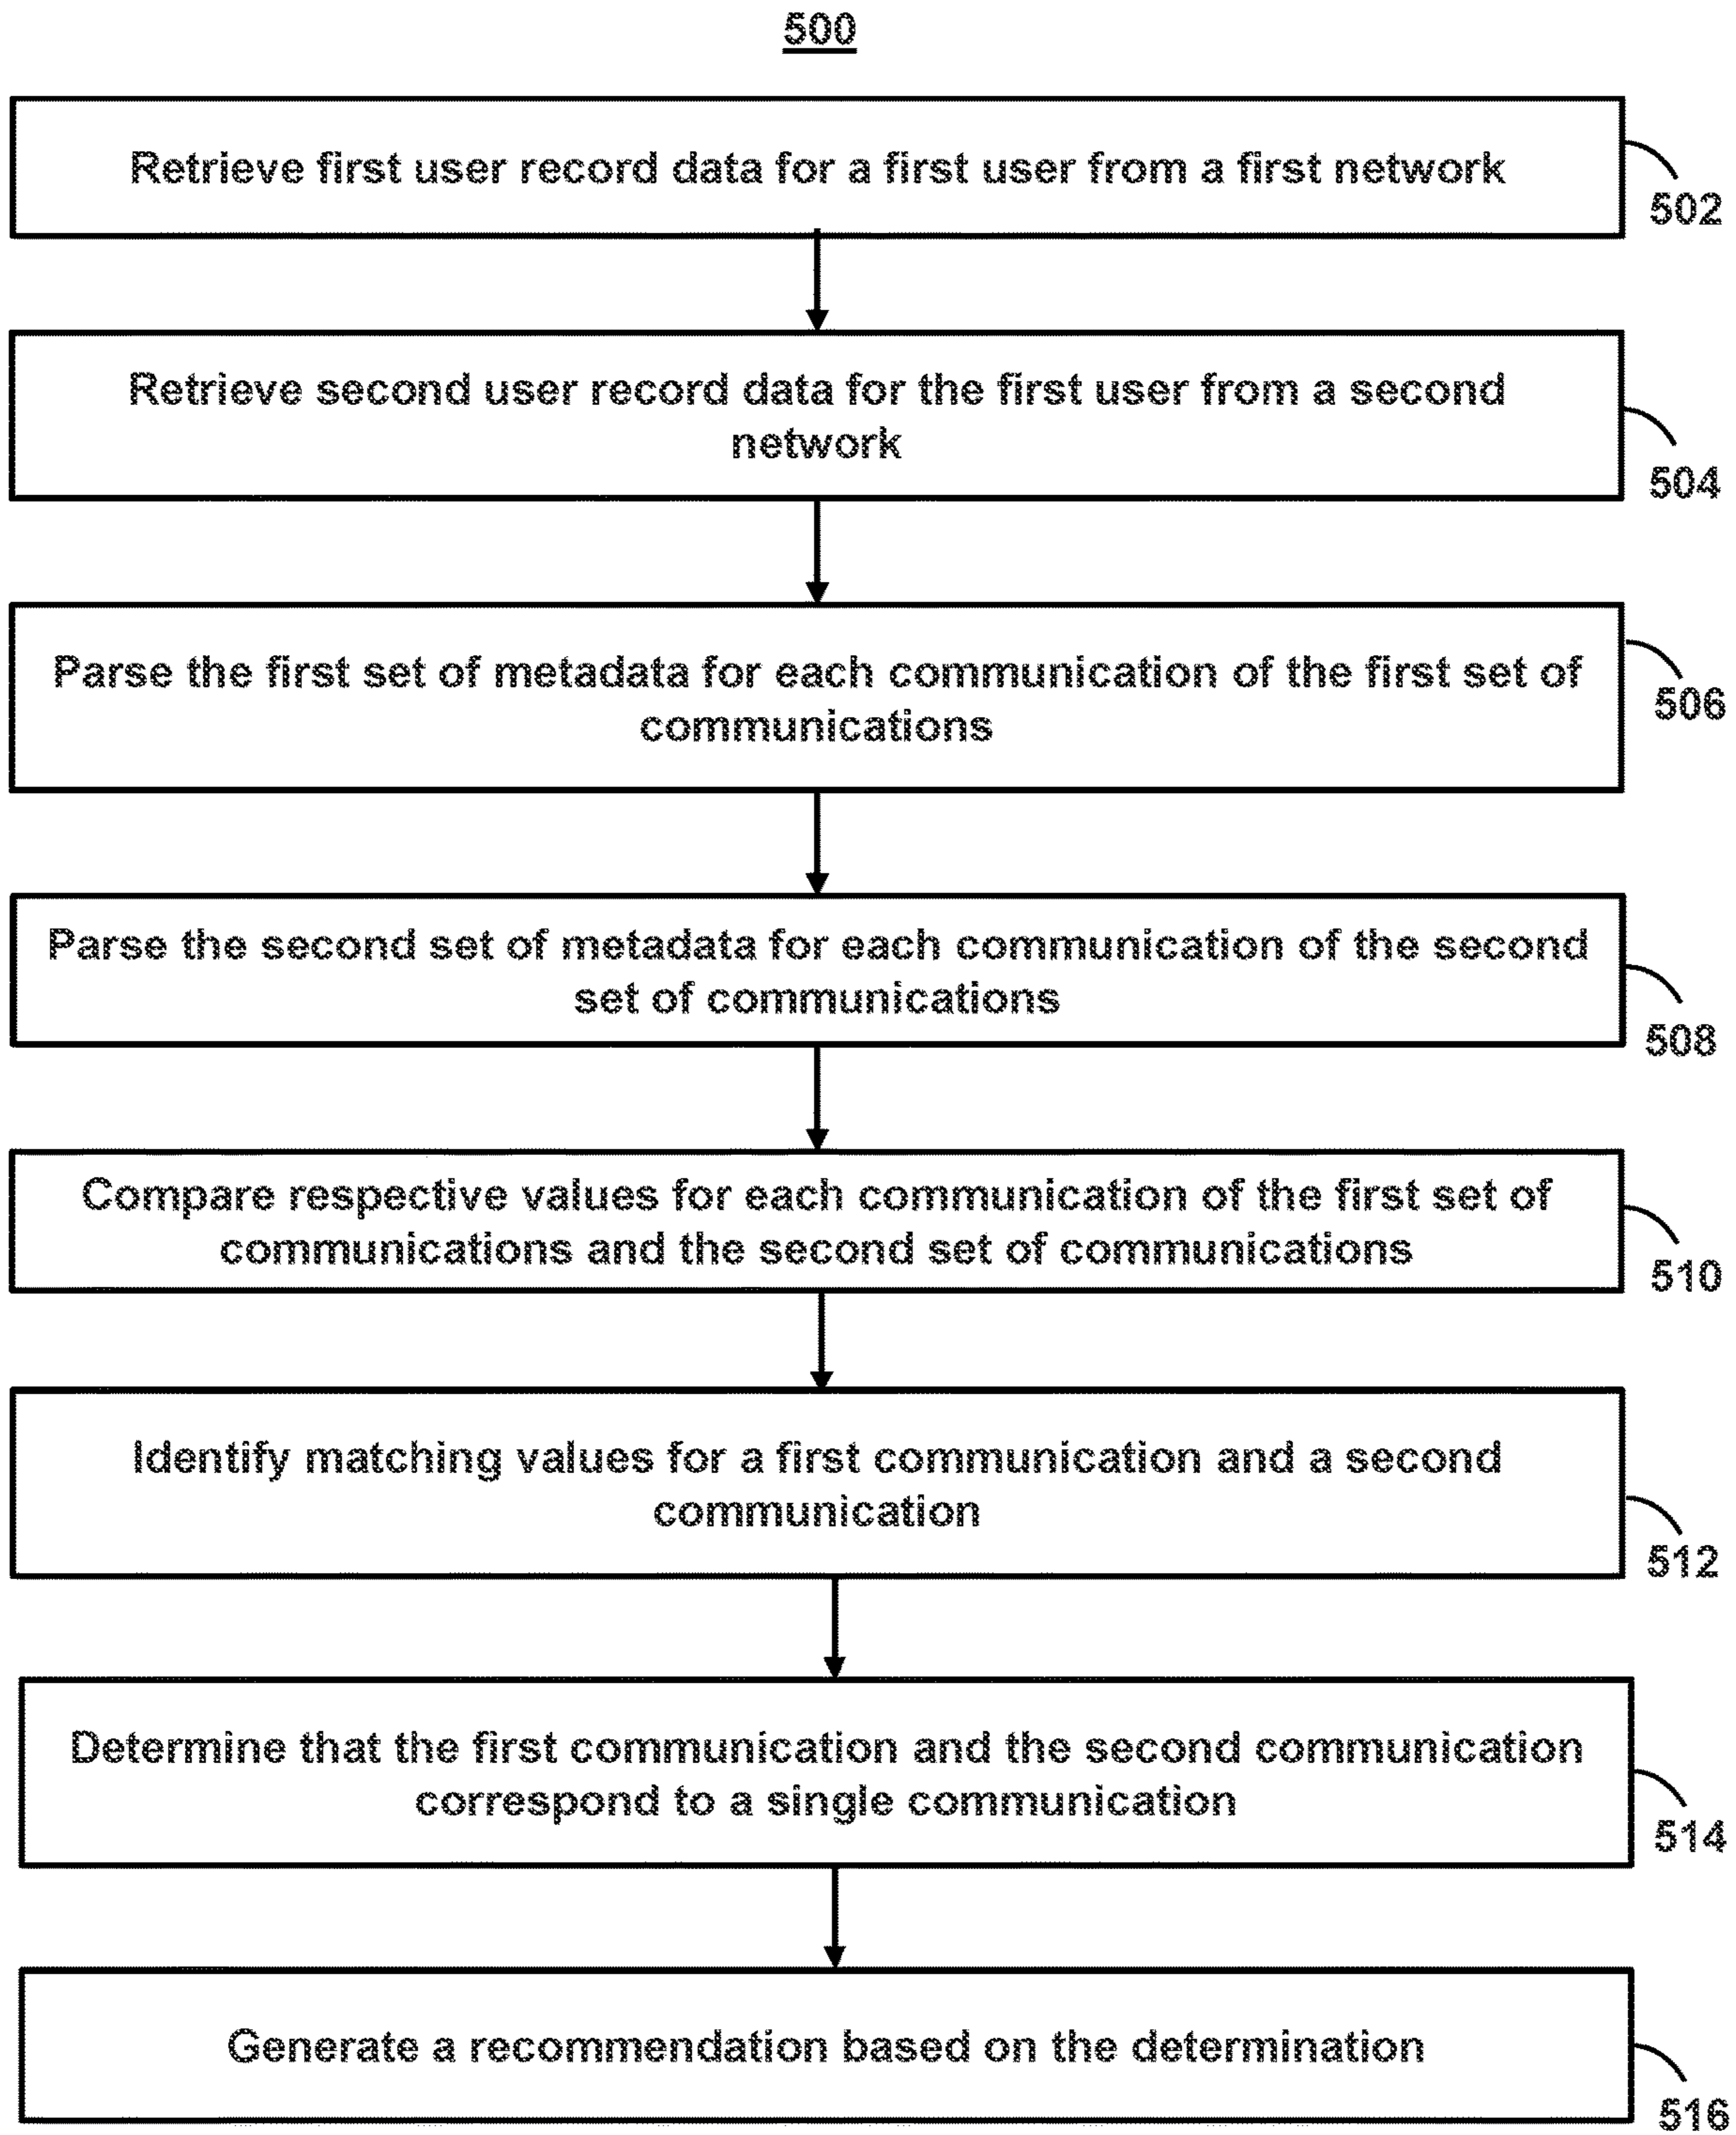 500
Retrieve first user record data for a first user from a first network
502
Retrieve second user record data for the first user from a second
network
504
Parse the first set of metadata for each communication of the first set of
communications
506
Parse the second set of metadata for each communication of the second
set of communications
508
Compare respective values for each communication of the first set of
communications and the second set of communications
510
Identify matching values for a first communication and a second
communication
512
Determine that the first communication and the second communication
correspond to a single communication
514
Generate a recommendation based on the determination
516